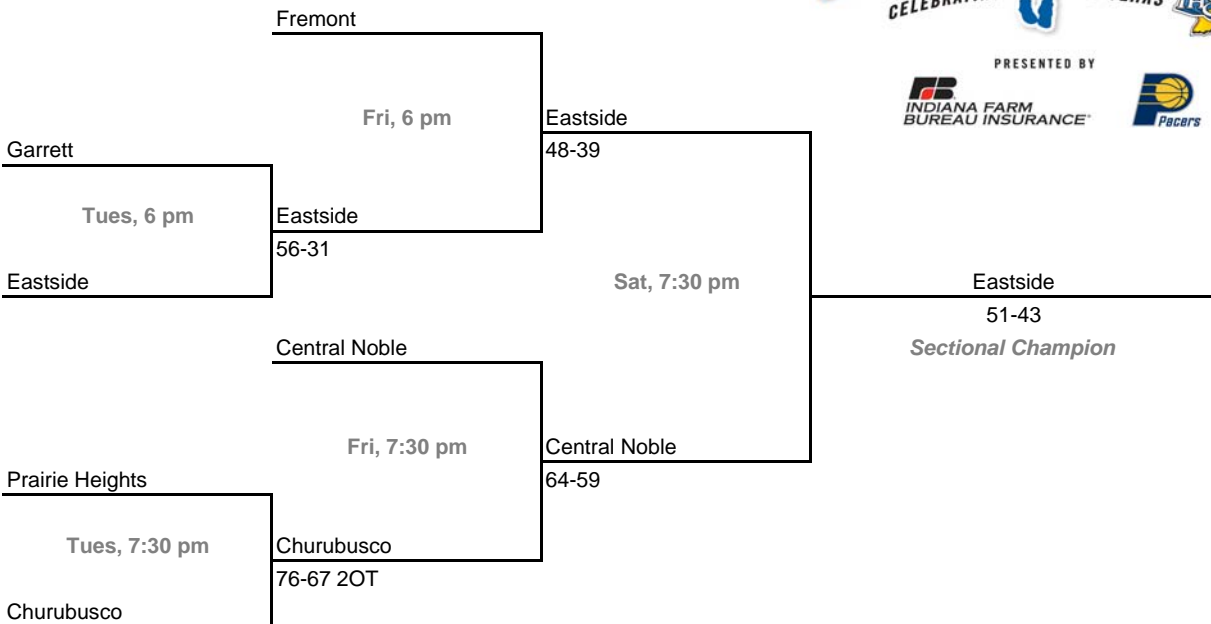 Fremont
PRESENTED BY
INDIANA FARM
BUREAU INSURANCE
Pacers
Fri, 6 pm
Eastside
48-39
Garrett
Tues, 6 pm
Eastside
56-31
Eastside
Sat, 7:30 pm
Eastside
51-43
Sectional Champion
Central Noble
Fri, 7:30 pm
Central Noble
64-59
Prairie Heights
Tues, 7:30 pm
Churubusco
76-67 2OT
Churubusco